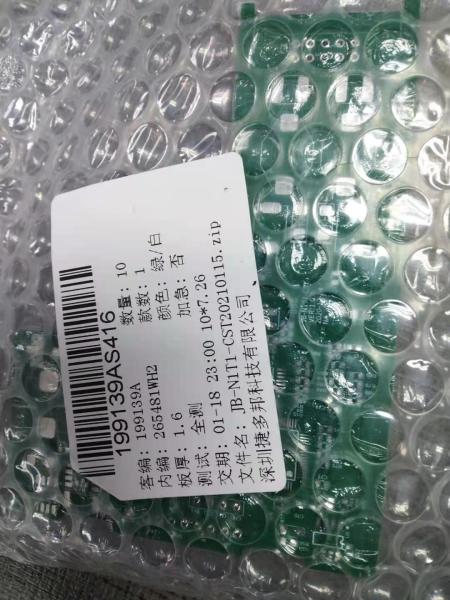 199139AS416
客编: 199139A 数量: 10
内编: 265481WH2 款数: 1
板厚: 1.6 颜色: 绿/白
测试: 全测 加急: 否
交期: 01-18 23:00 10*7.26
文件名: JB-NIT1-CST20210115.zip
深圳捷多邦科技有限公司